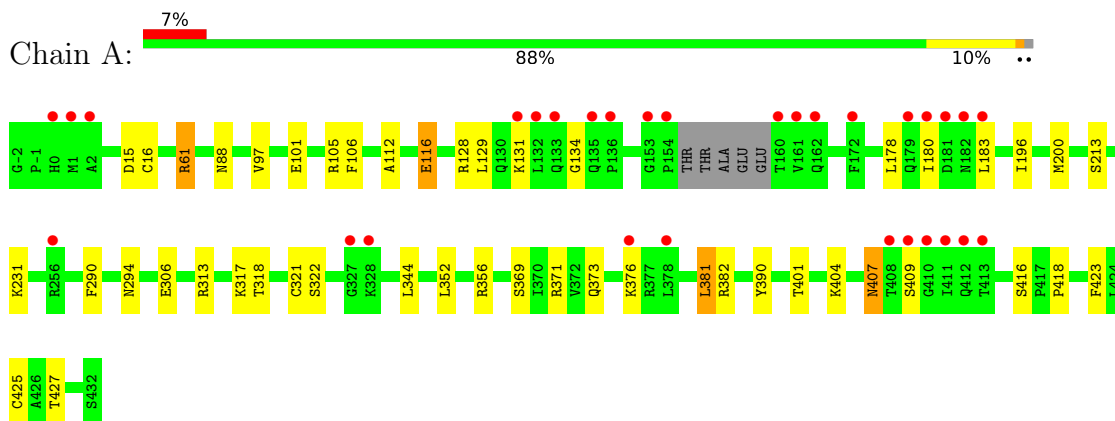 7%
Chain A:
88% 10% ••
G-2 P-1 H0 M1 A2 D15 C16 R61 N88 V97 E101 R105 F106 A112 E116 R128 L129 Q130 K131 L132 Q133 G134 Q135 P136 G153 P154 THR THR ALA GLU GLU T160 V161 Q162 F172 L178 Q179 I180 D181 N182 L183 I196 M200 S213
K231 R256 F290 N294 E306 R313 K317 T318 C321 S322 G327 K328 L344 L352 R356 S369 I370 R371 V372 Q373 K376 R377 L378 L381 R382 Y390 T401 K404 N407 T408 S409 G410 I411 Q412 T413 S416 P417 P418 F423 L424
C425 A426 T427 S432